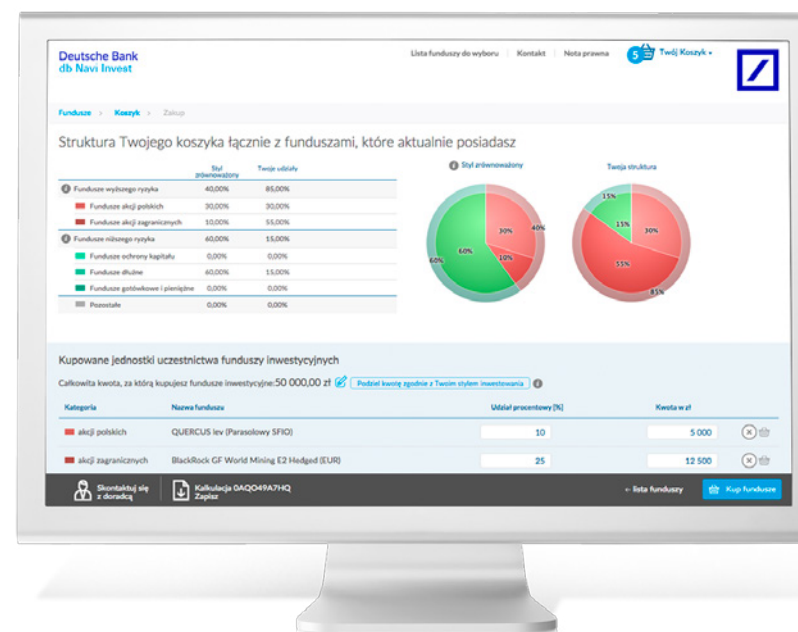 Deutsche Bank
db Navi Invest
Lista funduszy do wyboru Kontakt Nota prawna 5 Twój Koszyk
Fundusze > Koszyk > Zakup
Struktura Twojego koszyka łącznie z funduszami, które aktualnie posiadasz
Styl zrównoważony Twoje udziały
Fundusze wyższego ryzyka 40,00% 85,00%
Fundusze akcji polskich 30,00% 30,00%
Fundusze akcji zagranicznych 10,00% 55,00%
Fundusze niższego ryzyka 60,00% 15,00%
Fundusze ochrony kapitału 0,00% 0,00%
Fundusze dłużne 60,00% 15,00%
Fundusze gotówkowe i pieniężne 0,00% 0,00%
Pozostałe 0,00% 0,00%
Styl zrównoważony
30% 40%
60% 10%
60%
Twoja struktura
15%
15% 30%
55%
85%
Kupowane jednostki uczestnictwa funduszy inwestycyjnych
Całkowita kwota, za którą kupujesz fundusze inwestycyjne:50 000,00 zł Podziel kwotę zgodnie z Twoim stylem inwestowania
Kategoria Nazwa funduszu Udział procentowy [%] Kwota w zł
akcji polskich QUERCUS lev (Parasolowy SFIO) 10 5 000
akcji zagranicznych BlackRock GF World Mining E2 Hedged (EUR) 25 12 500
Skontaktuj się
z doradcą
Kalkulacja 0AQO49A7HQ
Zapisz
← lista funduszy Kup fundusze